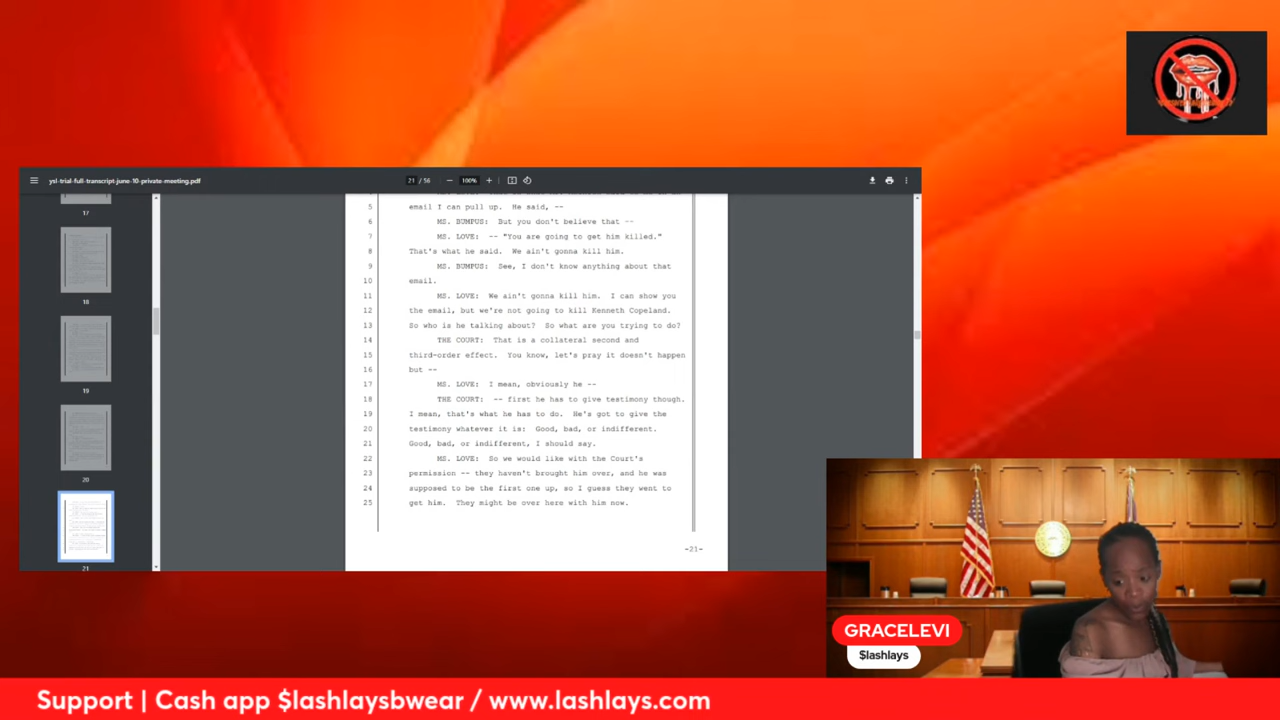 ysl-trial-full-transcript-june-10-private-meeting.pdf
21 / 56
100%
17
18
19
20
21
5 email I can pull up. He said, --
6 MS. BUMPUS: But you don't believe that --
7 MS. LOVE: -- "You are going to get him killed."
8 That's what he said. We ain't gonna kill him.
9 MS. BUMPUS: See, I don't know anything about that
10 email.
11 MS. LOVE: We ain't gonna kill him. I can show you
12 the email, but we're not going to kill Kenneth Copeland.
13 So who is he talking about? So what are you trying to do?
14 THE COURT: That is a collateral second and
15 third-order effect. You know, let's pray it doesn't happen
16 but --
17 MS. LOVE: I mean, obviously he --
18 THE COURT: -- first he has to give testimony though.
19 I mean, that's what he has to do. He's got to give the
20 testimony whatever it is: Good, bad, or indifferent.
21 Good, bad, or indifferent, I should say.
22 MS. LOVE: So we would like with the Court's
23 permission -- they haven't brought him over, and he was
24 supposed to be the first one up, so I guess they went to
25 get him. They might be over here with him now.
-21-
GRACELEVI
$lashlays
Support | Cash app $lashlaysbwear / www.lashlays.com